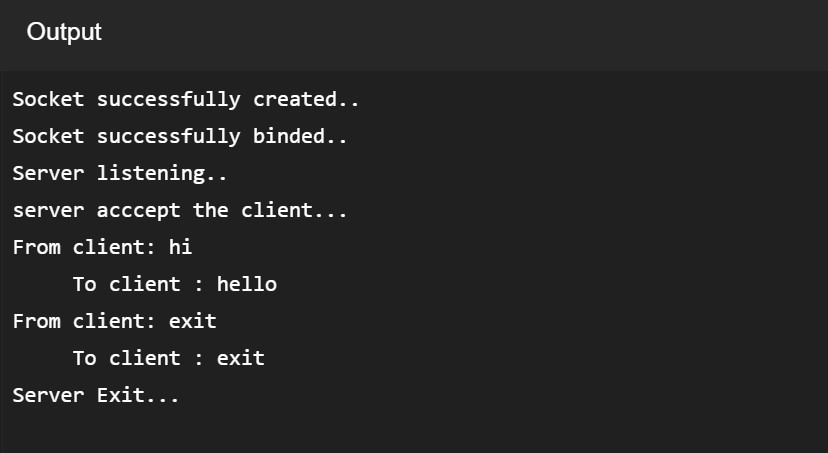 Output
Socket successfully created..
Socket successfully binded..
Server listening..
server acccept the client...
From client: hi
To client : hello
From client: exit
To client : exit
Server Exit...